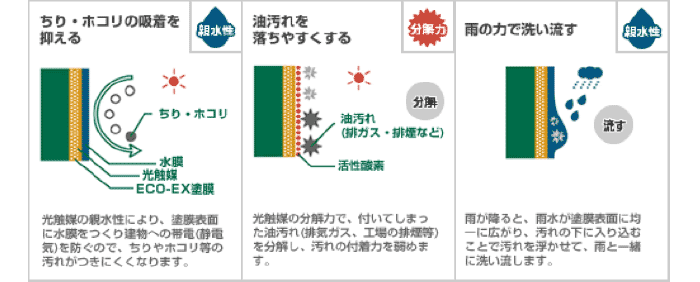 ちり・ホコリの吸着を
抑える
親水性
ちり・ホコリ
水膜
光触媒
ECO-EX塗膜
光触媒の親水性により、塗膜表面
に水膜をつくり建物への帯電(静電
気)を防ぐので、ちりやホコリ等の
汚れがつきにくくなります。
油汚れを
落ちやすくする
分解力
分解
油汚れ
(排ガス・排煙など)
活性酸素
光触媒の分解力で、付いてしまっ
た油汚れ(排気ガス、工場の排煙等)
を分解し、汚れの付着力を弱めま
す。
雨の力で洗い流す
親水性
流す
雨が降ると、雨水が塗膜表面に均
一に広がり、汚れの下に入り込む
ことで汚れを浮かせて、雨と一緒
に洗い流します。